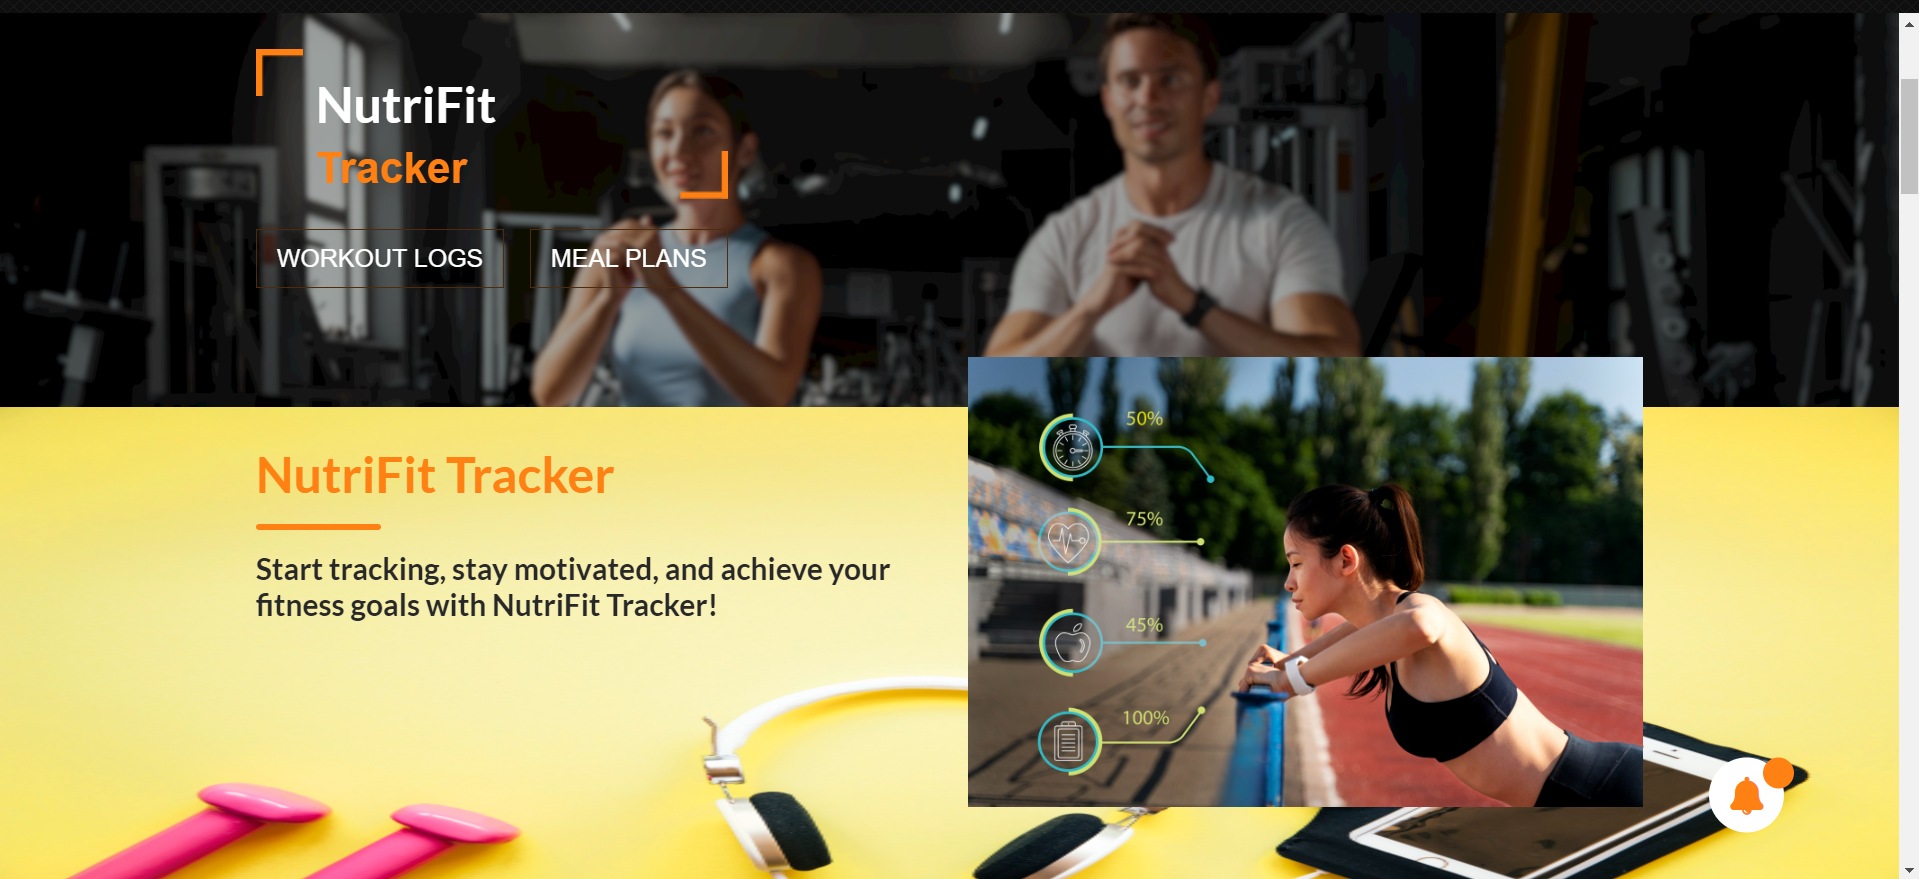 NutriFit
Tracker
WORKOUT LOGS
MEAL PLANS
NutriFit Tracker
Start tracking, stay motivated, and achieve your
fitness goals with NutriFit Tracker!
50%
75%
45%
100%